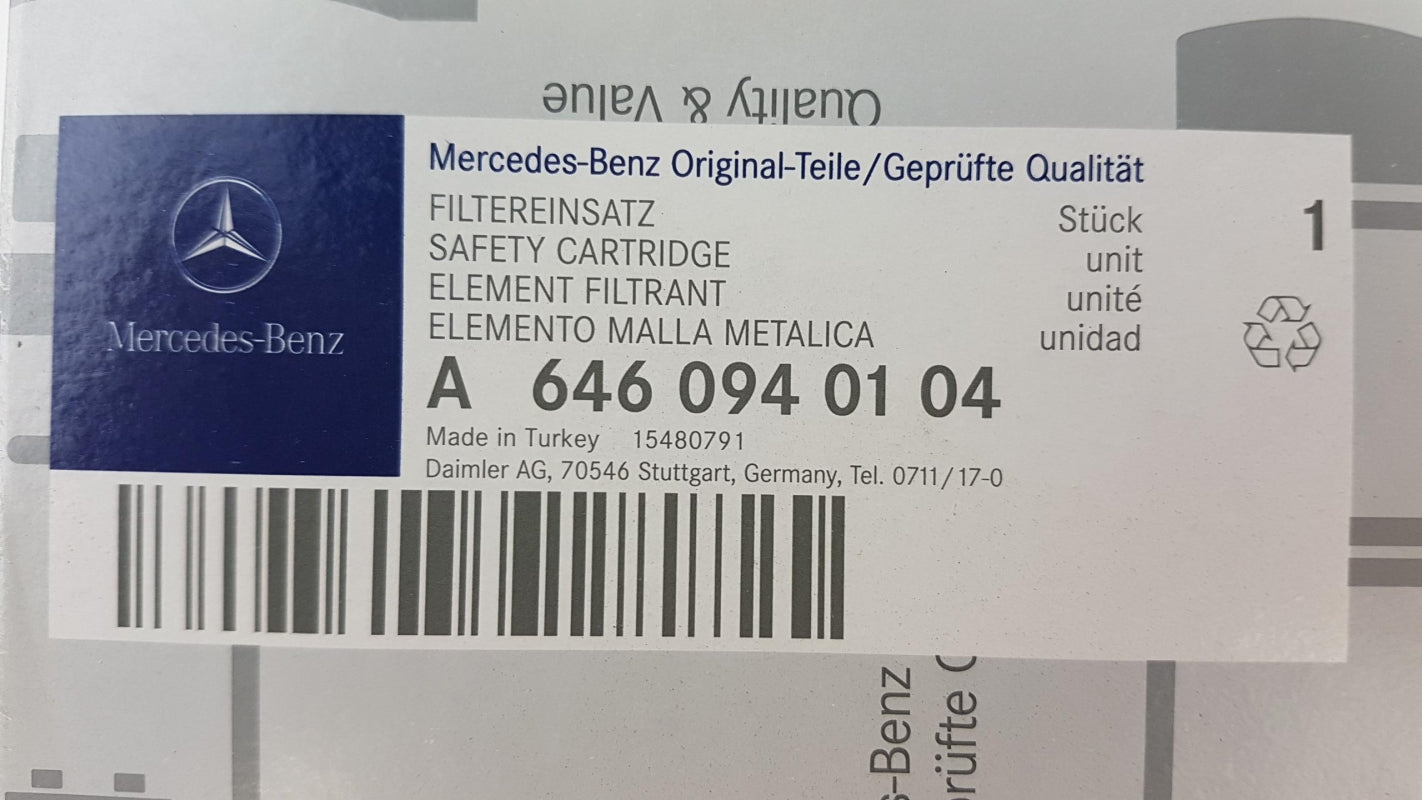 Quality & Value
Mercedes-Benz
Mercedes-Benz Original-Teile/Geprüfte Qualität
FILTEREINSATZ Stück 1
SAFETY CARTRIDGE unit
ELEMENT FILTRANT unité
ELEMENTO MALLA METALICA unidad
A 646 094 01 04
Made in Turkey 15480791
Daimler AG, 70546 Stuttgart, Germany, Tel. 0711/17-0
s-Benz
prüfte